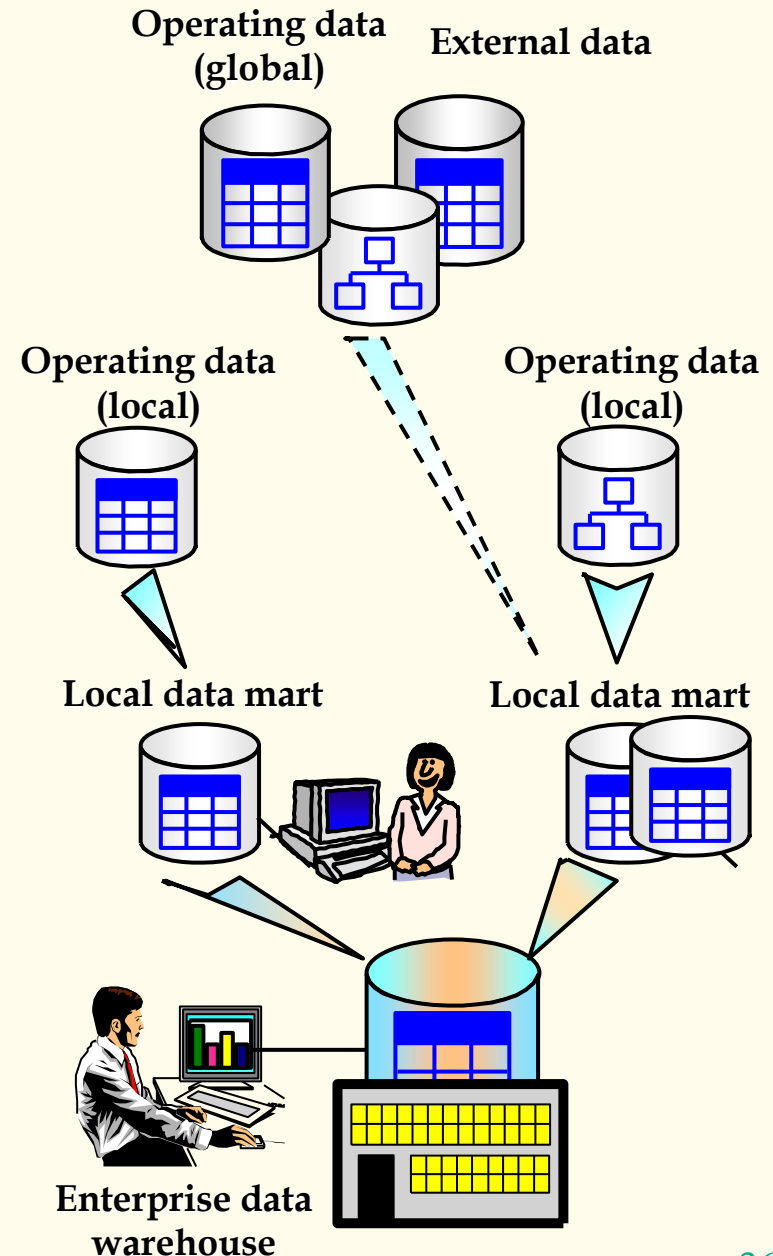 Operating data
(global)
External data
Operating data
(local)
Operating data
(local)
Local data mart
Local data mart
Enterprise data
warehouse